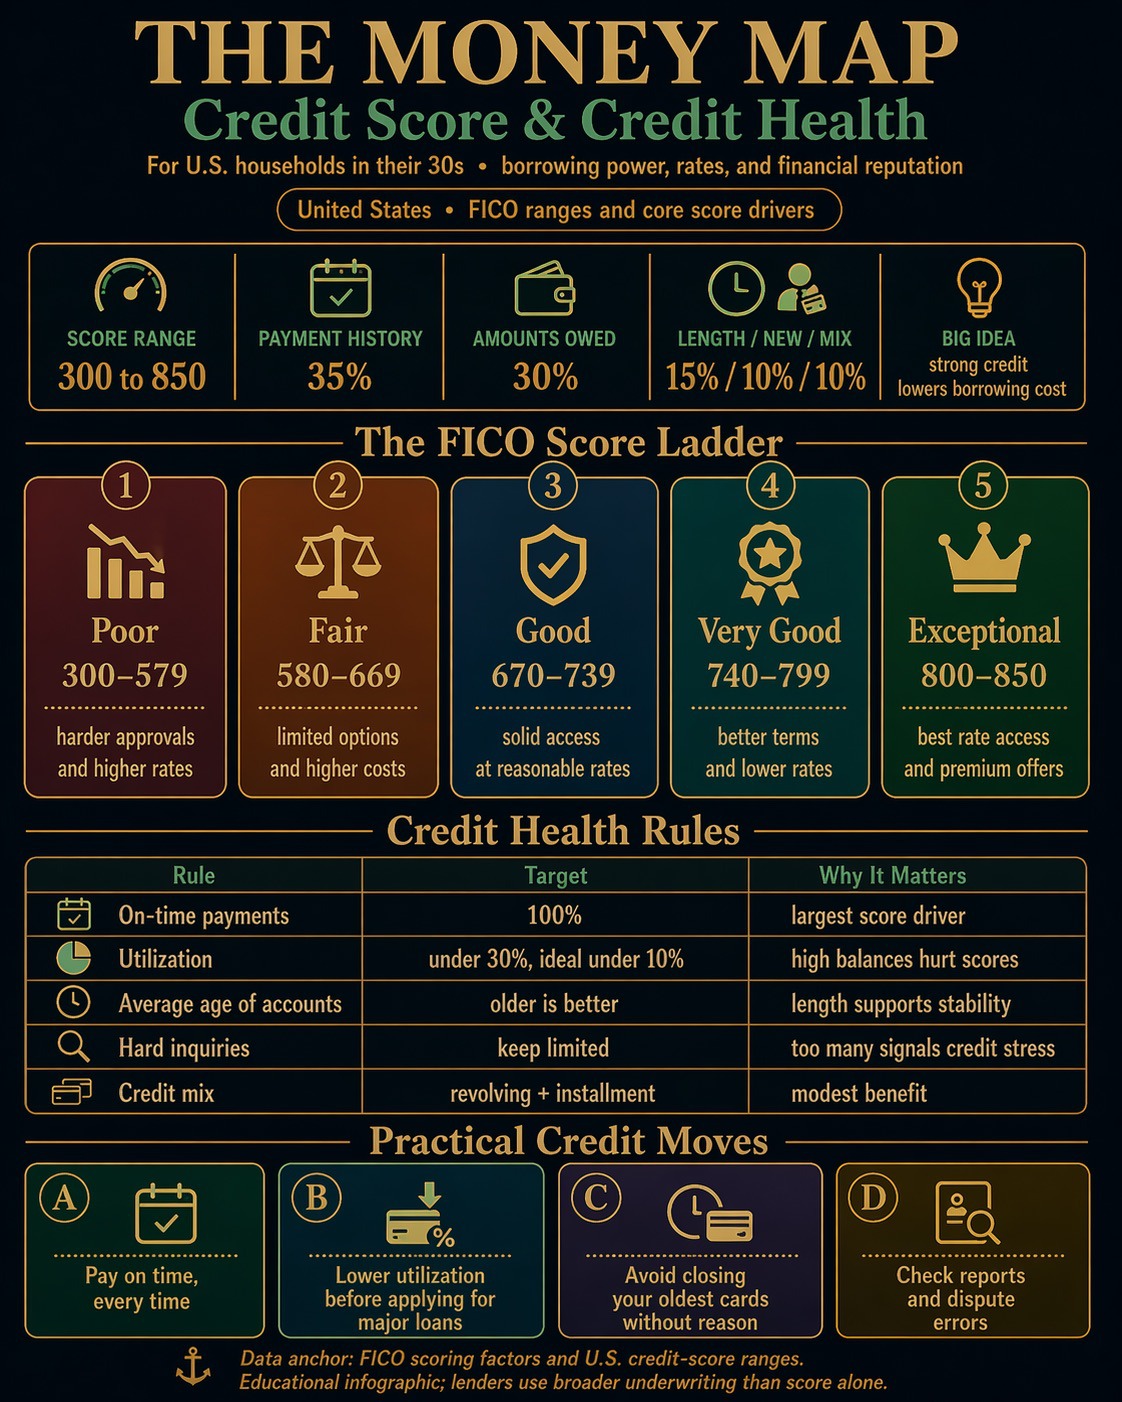 THE MONEY MAP
Credit Score & Credit Health
For U.S. households in their 30s • borrowing power, rates, and financial reputation
United States • FICO ranges and core score drivers
SCORE RANGE
300 to 850
PAYMENT HISTORY
35%
AMOUNTS OWED
30%
LENGTH / NEW / MIX
15% / 10% / 10%
BIG IDEA
strong credit
lowers borrowing cost
The FICO Score Ladder
1
Poor
300–579
harder approvals
and higher rates
2
Fair
580–669
limited options
and higher costs
3
Good
670–739
solid access
at reasonable rates
4
Very Good
740–799
better terms
and lower rates
5
Exceptional
800–850
best rate access
and premium offers
Credit Health Rules
Rule Target Why It Matters
On-time payments 100% largest score driver
Utilization under 30%, ideal under 10% high balances hurt scores
Average age of accounts older is better length supports stability
Hard inquiries keep limited too many signals credit stress
Credit mix revolving + installment modest benefit
Practical Credit Moves
A
Pay on time,
every time
B
%
Lower utilization
before applying for
major loans
C
Avoid closing
your oldest cards
without reason
D
Check reports
and dispute
errors
Data anchor: FICO scoring factors and U.S. credit-score ranges.
Educational infographic; lenders use broader underwriting than score alone.